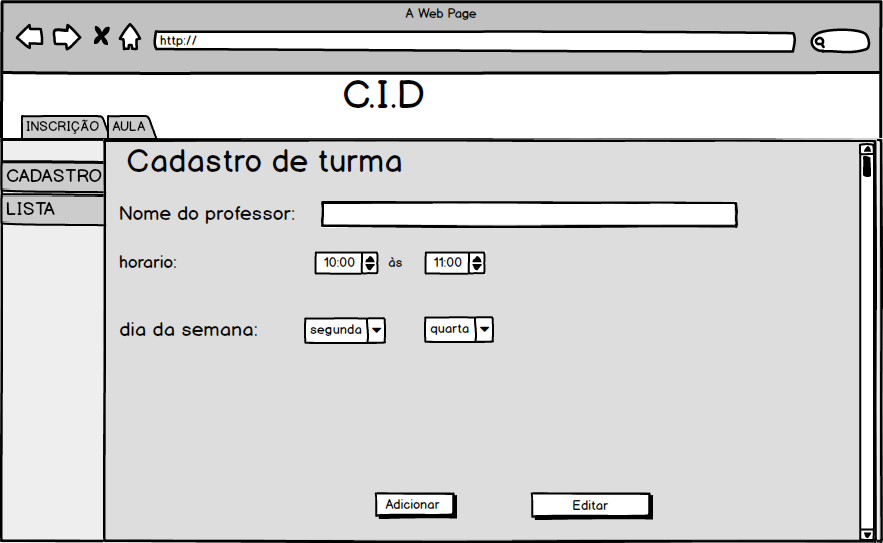 A Web Page
http://
C.I.D
INSCRIÇÃO AULA
Cadastro de turma
CADASTRO
LISTA
Nome do professor:
horario: 10:00 às 11:00
dia da semana: segunda quarta
Adicionar Editar